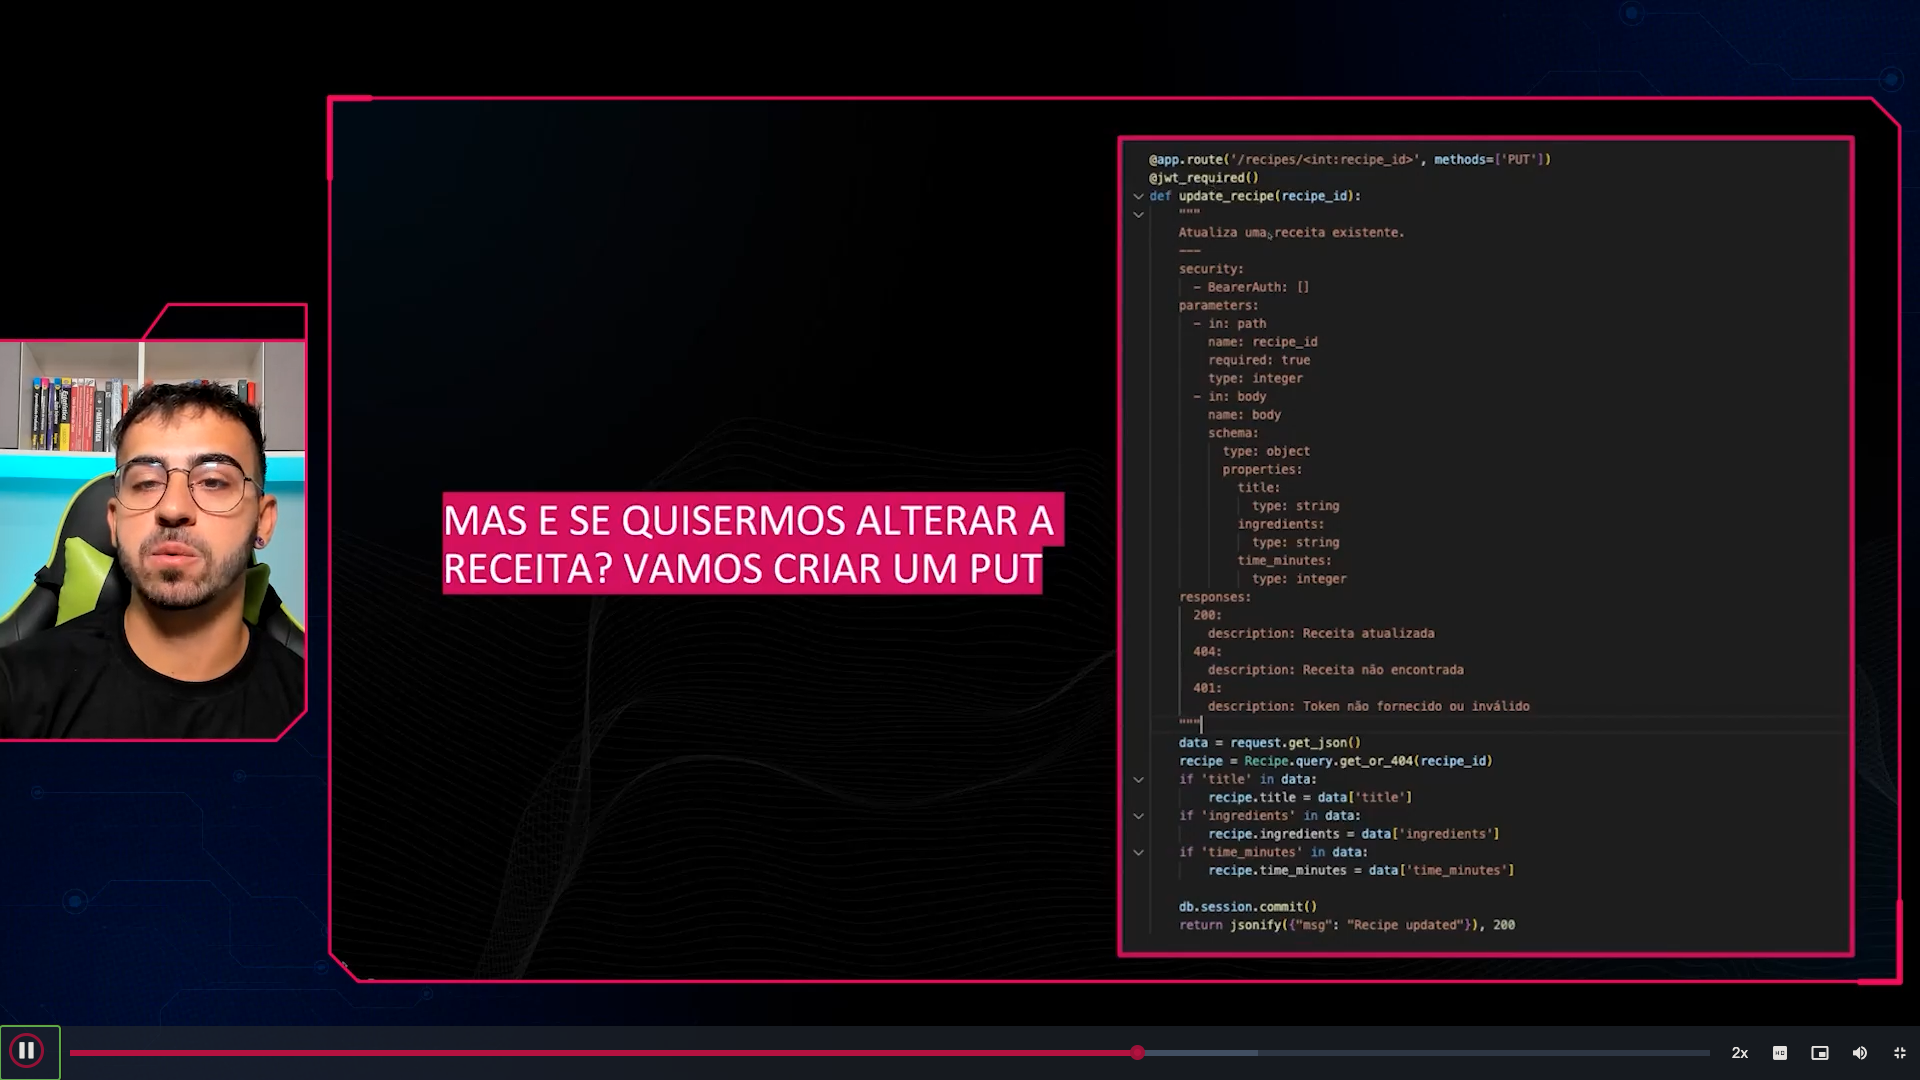 MAS E SE QUISERMOS ALTERAR A
RECEITA? VAMOS CRIAR UM PUT
@app.route('/recipes/<int:recipe_id>', methods=['PUT'])
@jwt_required()
def update_recipe(recipe_id):
"""
Atualiza uma receita existente.
---
security:
- BearerAuth: []
parameters:
- in: path
name: recipe_id
required: true
type: integer
- in: body
name: body
schema:
type: object
properties:
title:
type: string
ingredients:
type: string
time_minutes:
type: integer
responses:
200:
description: Receita atualizada
404:
description: Receita não encontrada
401:
description: Token não fornecido ou inválido
"""
data = request.get_json()
recipe = Recipe.query.get_or_404(recipe_id)
if 'title' in data:
recipe.title = data['title']
if 'ingredients' in data:
recipe.ingredients = data['ingredients']
if 'time_minutes' in data:
recipe.time_minutes = data['time_minutes']
db.session.commit()
return jsonify({"msg": "Recipe updated"}), 200
2x
HD